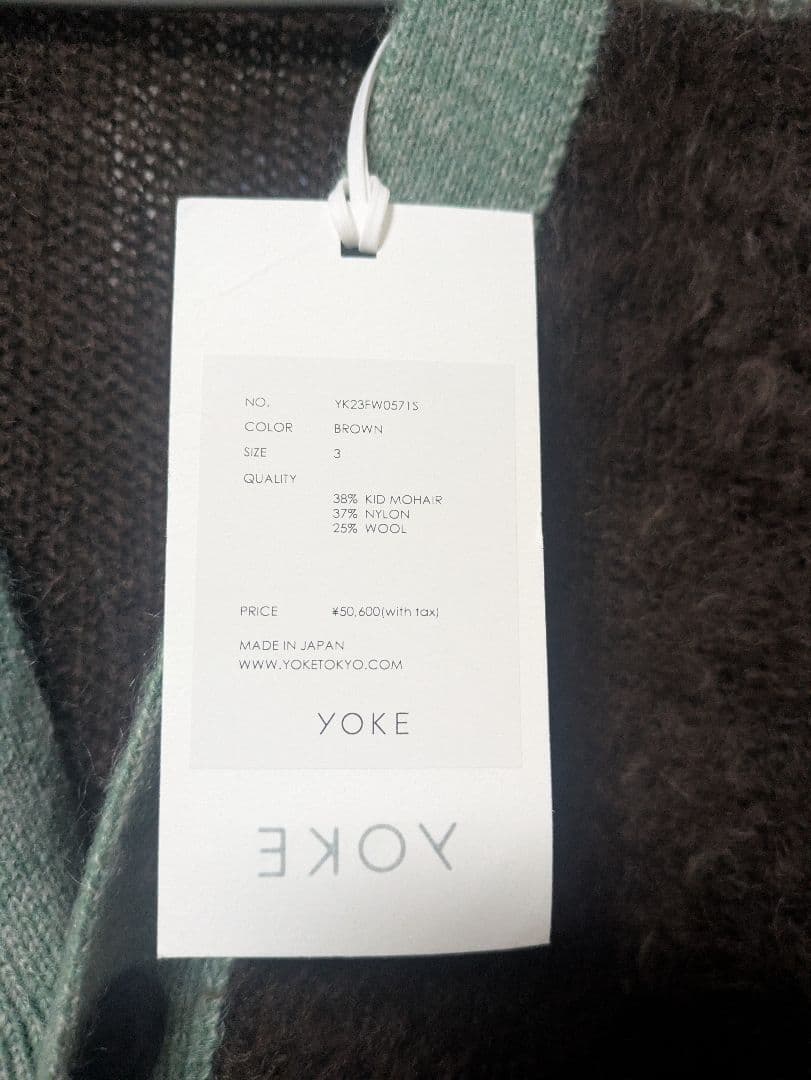 NO. YK23FW0571S
COLOR BROWN
SIZE 3
QUALITY
38% KID MOHAIR
37% NYLON
25% WOOL
PRICE ¥50,600(with tax)
MADE IN JAPAN
WWW.YOKETOKYO.COM
YOKE
YOKE